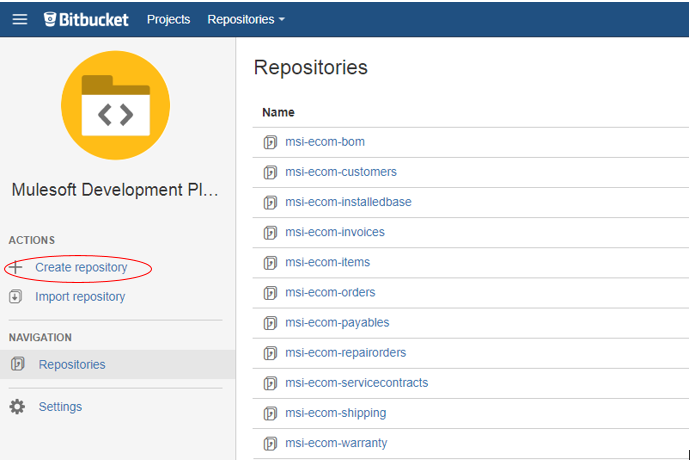 Bitbucket Projects Repositories
Mulesoft Development Pl...
ACTIONS
Create repository
Import repository
NAVIGATION
Repositories
Settings
Repositories
Name
msi-ecom-bom
msi-ecom-customers
msi-ecom-installedbase
msi-ecom-invoices
msi-ecom-items
msi-ecom-orders
msi-ecom-payables
msi-ecom-repairorders
msi-ecom-servicecontracts
msi-ecom-shipping
msi-ecom-warranty